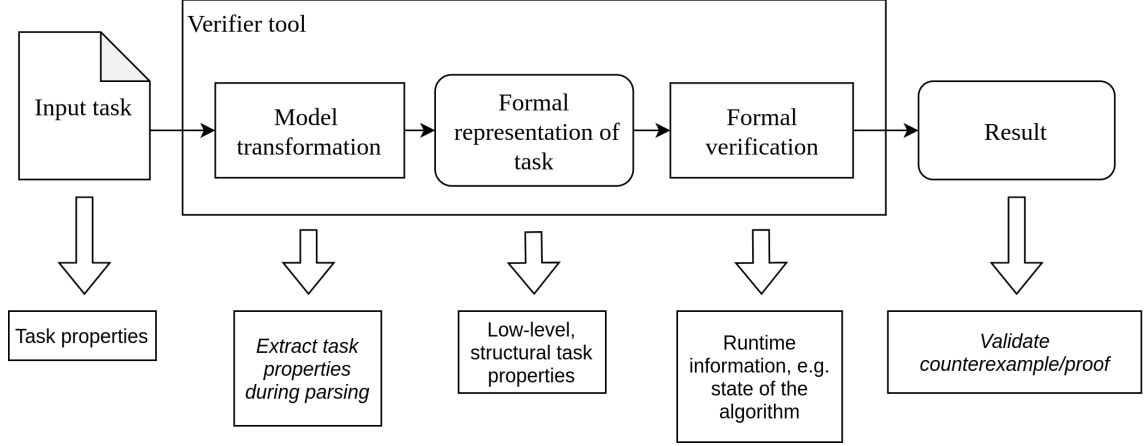 Verifier tool
Input task
Model
transformation
Formal
representation of
task
Formal
verification
Result
Task properties
Extract task
properties
during parsing
Low-level,
structural task
properties
Runtime
information, e.g.
state of the
algorithm
Validate
counterexample/proof